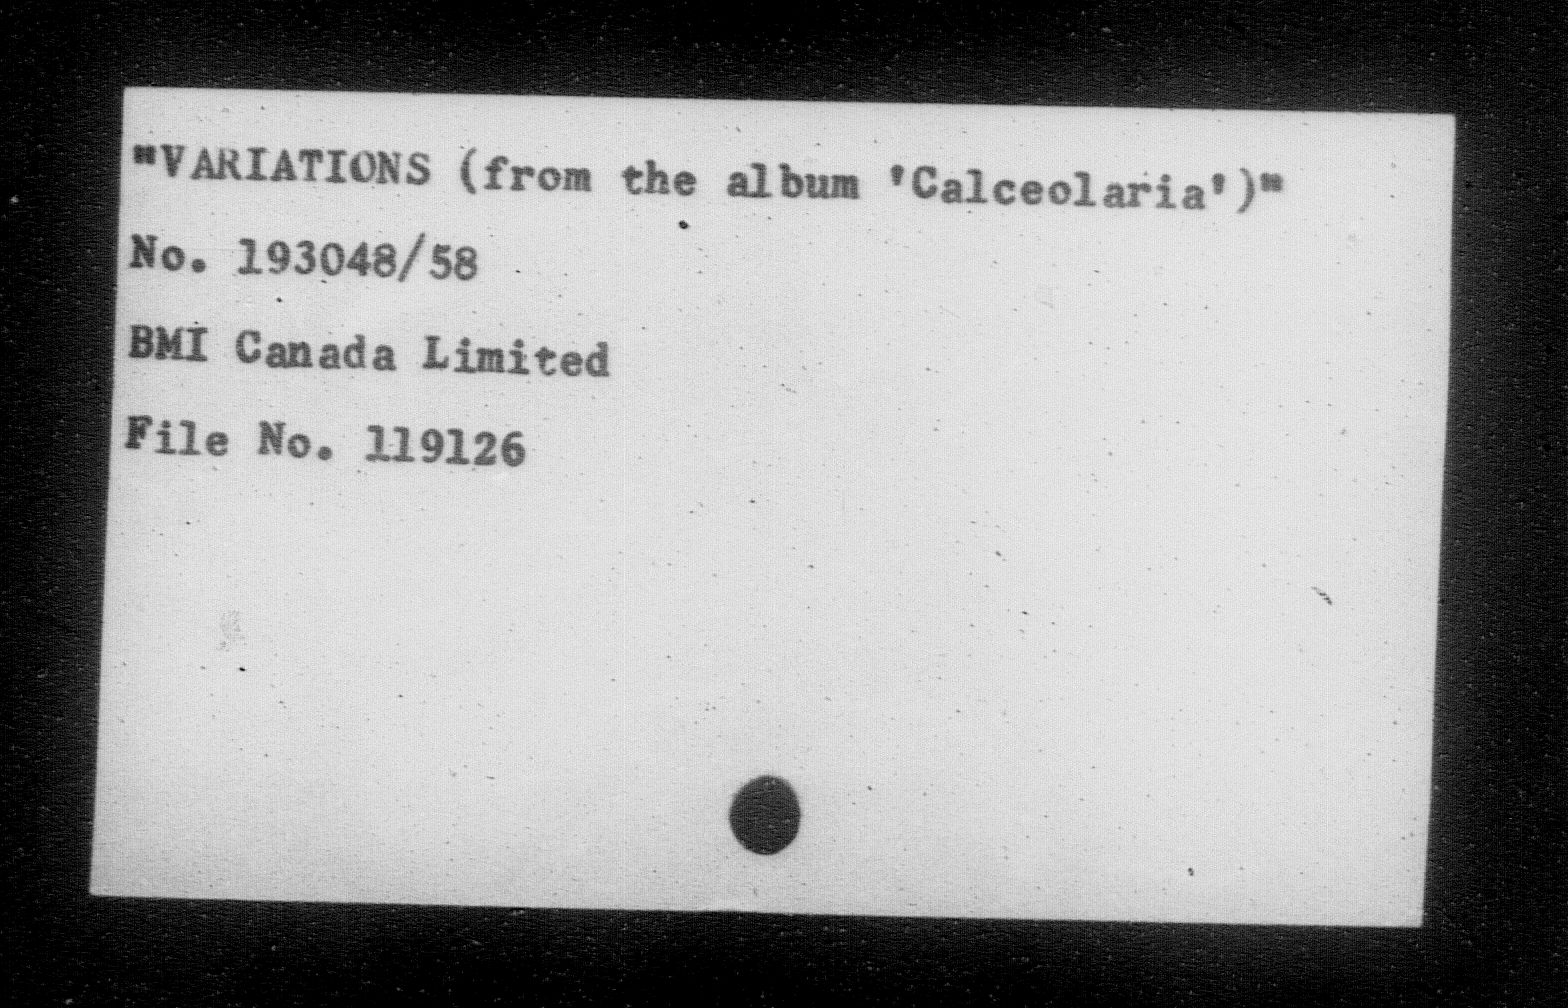 "VARIATIONS (from the album 'Calceolaria')"
No. 193048/58
BMI Canada Limited
File No. 119126